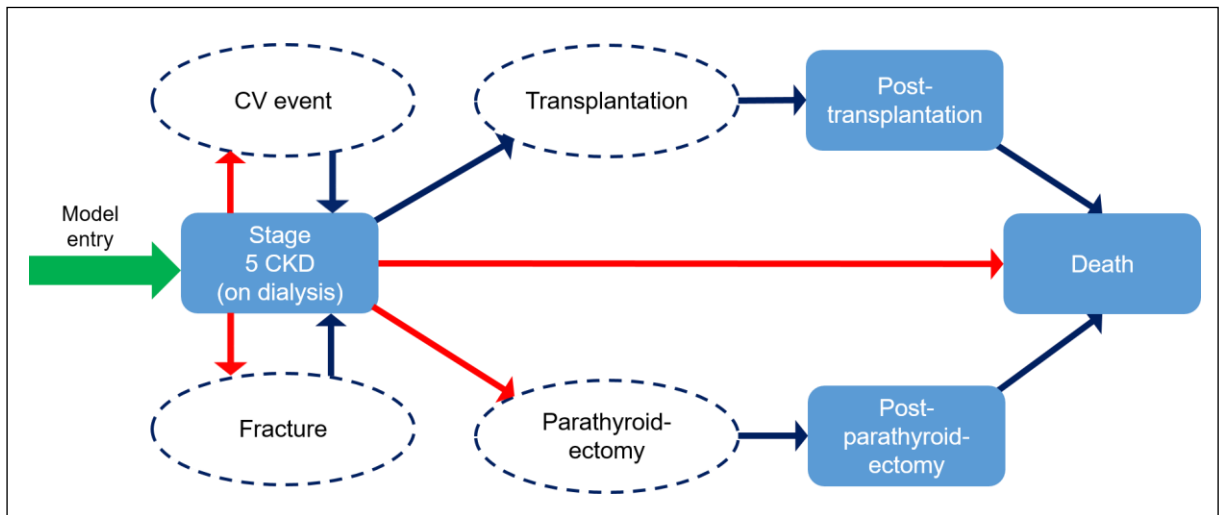 CV event
Transplantation
Post-
transplantation
Model
entry
Stage
5 CKD
(on dialysis)
Death
Fracture
Parathyroid-
ectomy
Post-
parathyroid-
ectomy